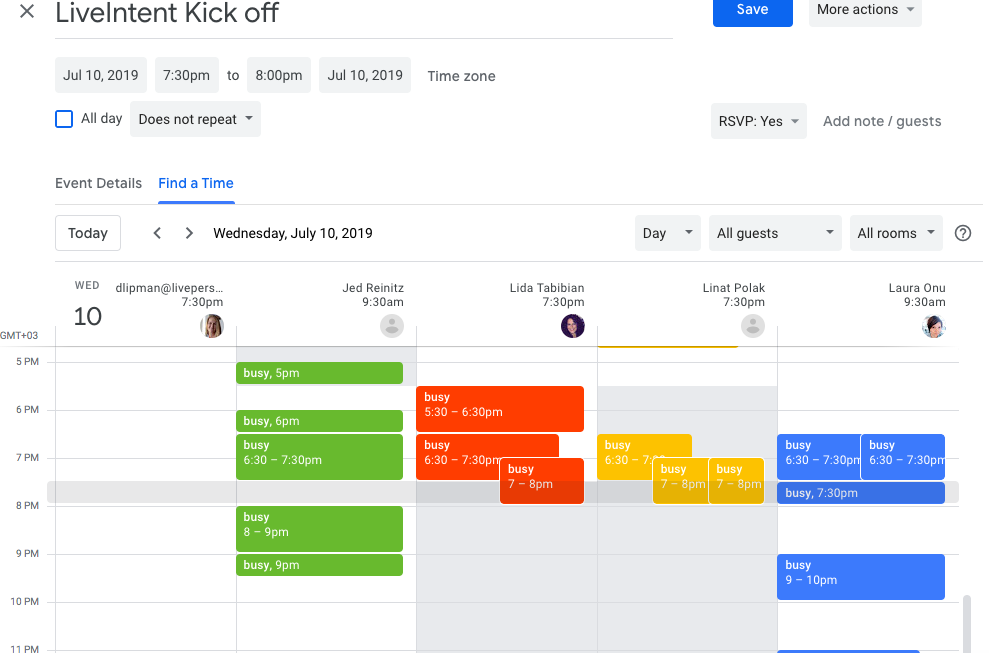 LiveIntent Kick off
Save
More actions
Jul 10, 2019 7:30pm to 8:00pm Jul 10, 2019 Time zone
All day Does not repeat
RSVP: Yes Add note / guests
Event Details Find a Time
Today Wednesday, July 10, 2019 Day All guests All rooms
WED
10
GMT+03
dlipman@livepers...
7:30pm
Jed Reinitz
9:30am
Lida Tabibian
7:30pm
Linat Polak
7:30pm
Laura Onu
9:30am
5 PM
6 PM
7 PM
8 PM
9 PM
10 PM
11 PM
busy, 5pm
busy, 6pm
busy
6:30 – 7:30pm
busy
8 – 9pm
busy, 9pm
busy
5:30 – 6:30pm
busy
6:30 – 7:30pm
busy
7 – 8pm
busy
6:30 – 7:
busy
7 – 8pm
busy
7 – 8pm
busy
6:30 – 7:30pm
busy
6:30 – 7:30pm
busy, 7:30pm
busy
9 – 10pm